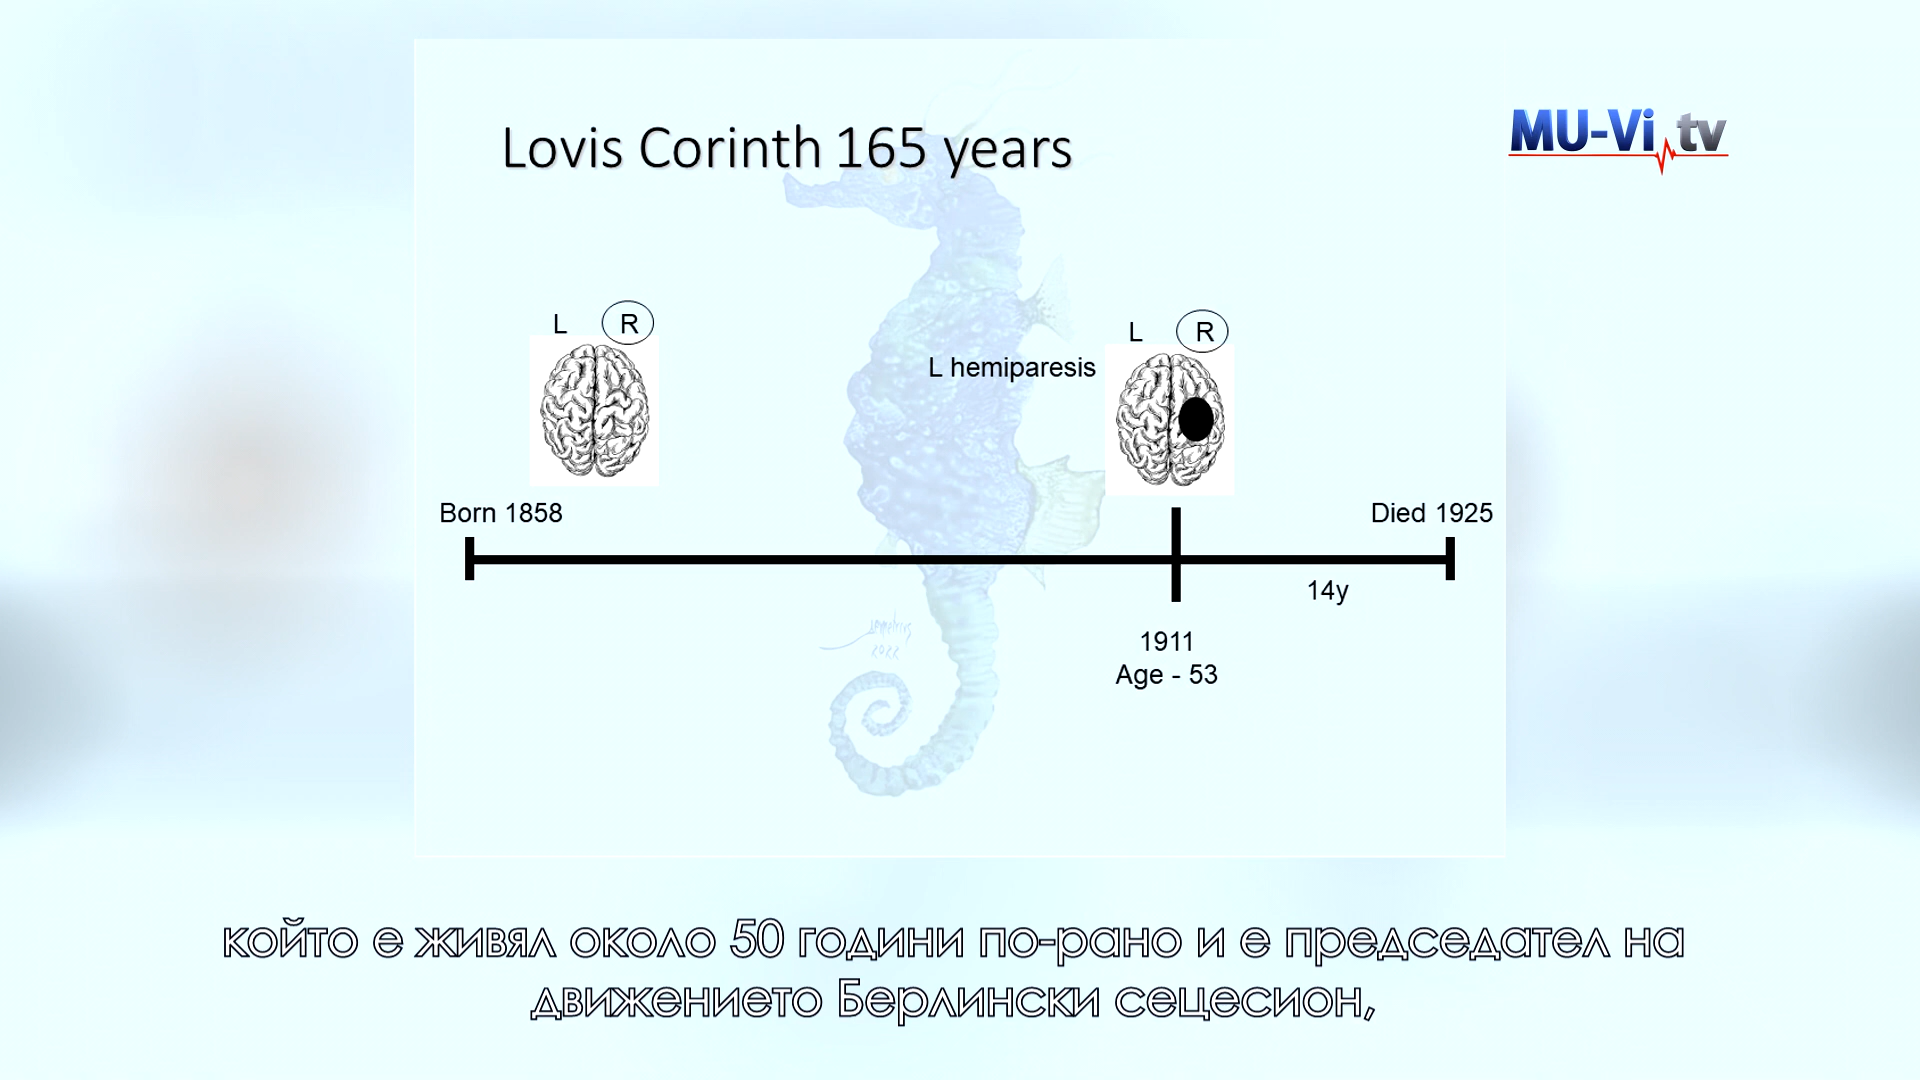 Lovis Corinth 165 years
MU-Vi tv
L R
L R
L hemiparesis
Born 1858
Died 1925
14y
1911
Age - 53
2022
който е живял около 50 години по-рано и е председател на
движението Берлински сецесион,